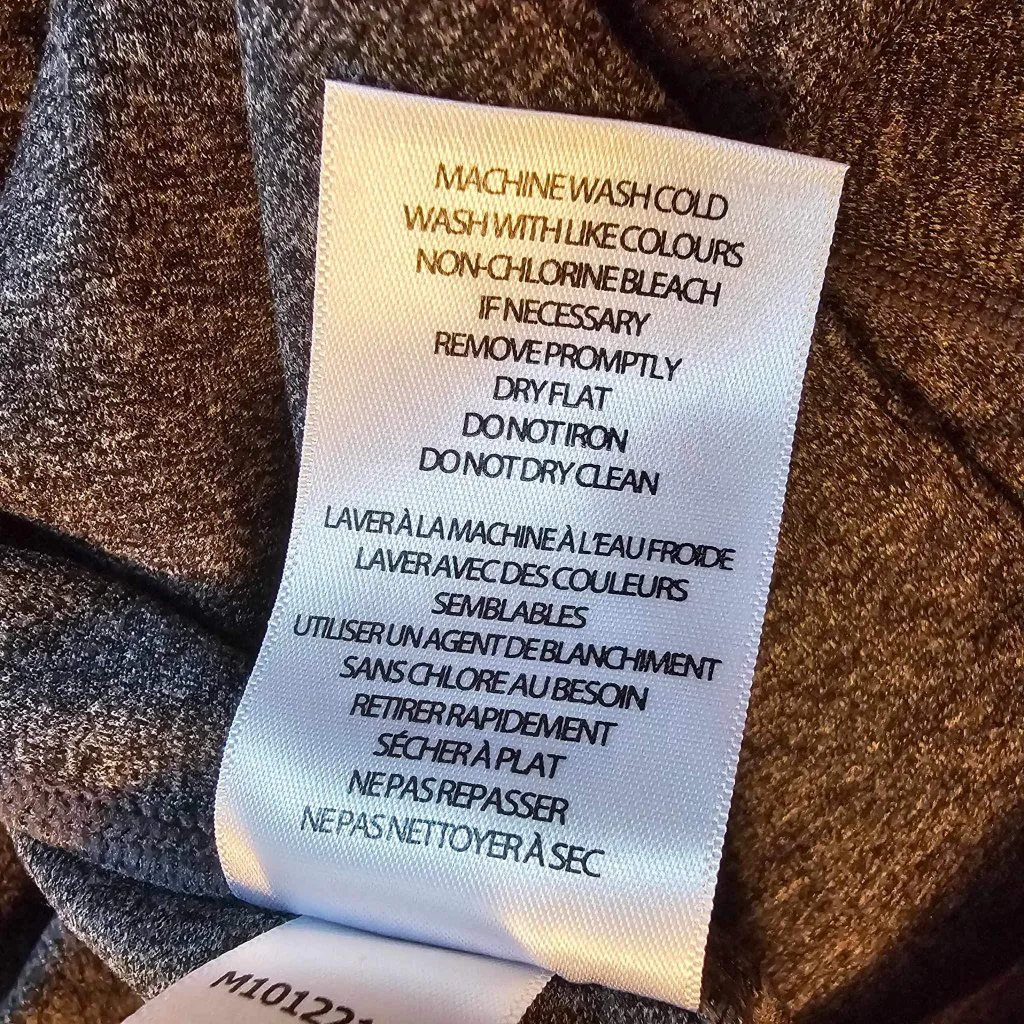 MACHINE WASH COLD
WASH WITH LIKE COLOURS
NON-CHLORINE BLEACH
IF NECESSARY
REMOVE PROMPTLY
DRY FLAT
DO NOT IRON
DO NOT DRY CLEAN
LAVER À LA MACHINE À L'EAU FROIDE
LAVER AVEC DES COULEURS
SEMBLABLES
UTILISER UN AGENT DE BLANCHIMENT
SANS CHLORE AU BESOIN
RETIRER RAPIDEMENT
SÉCHER À PLAT
NE PAS REPASSER
NE PAS NETTOYER À SEC